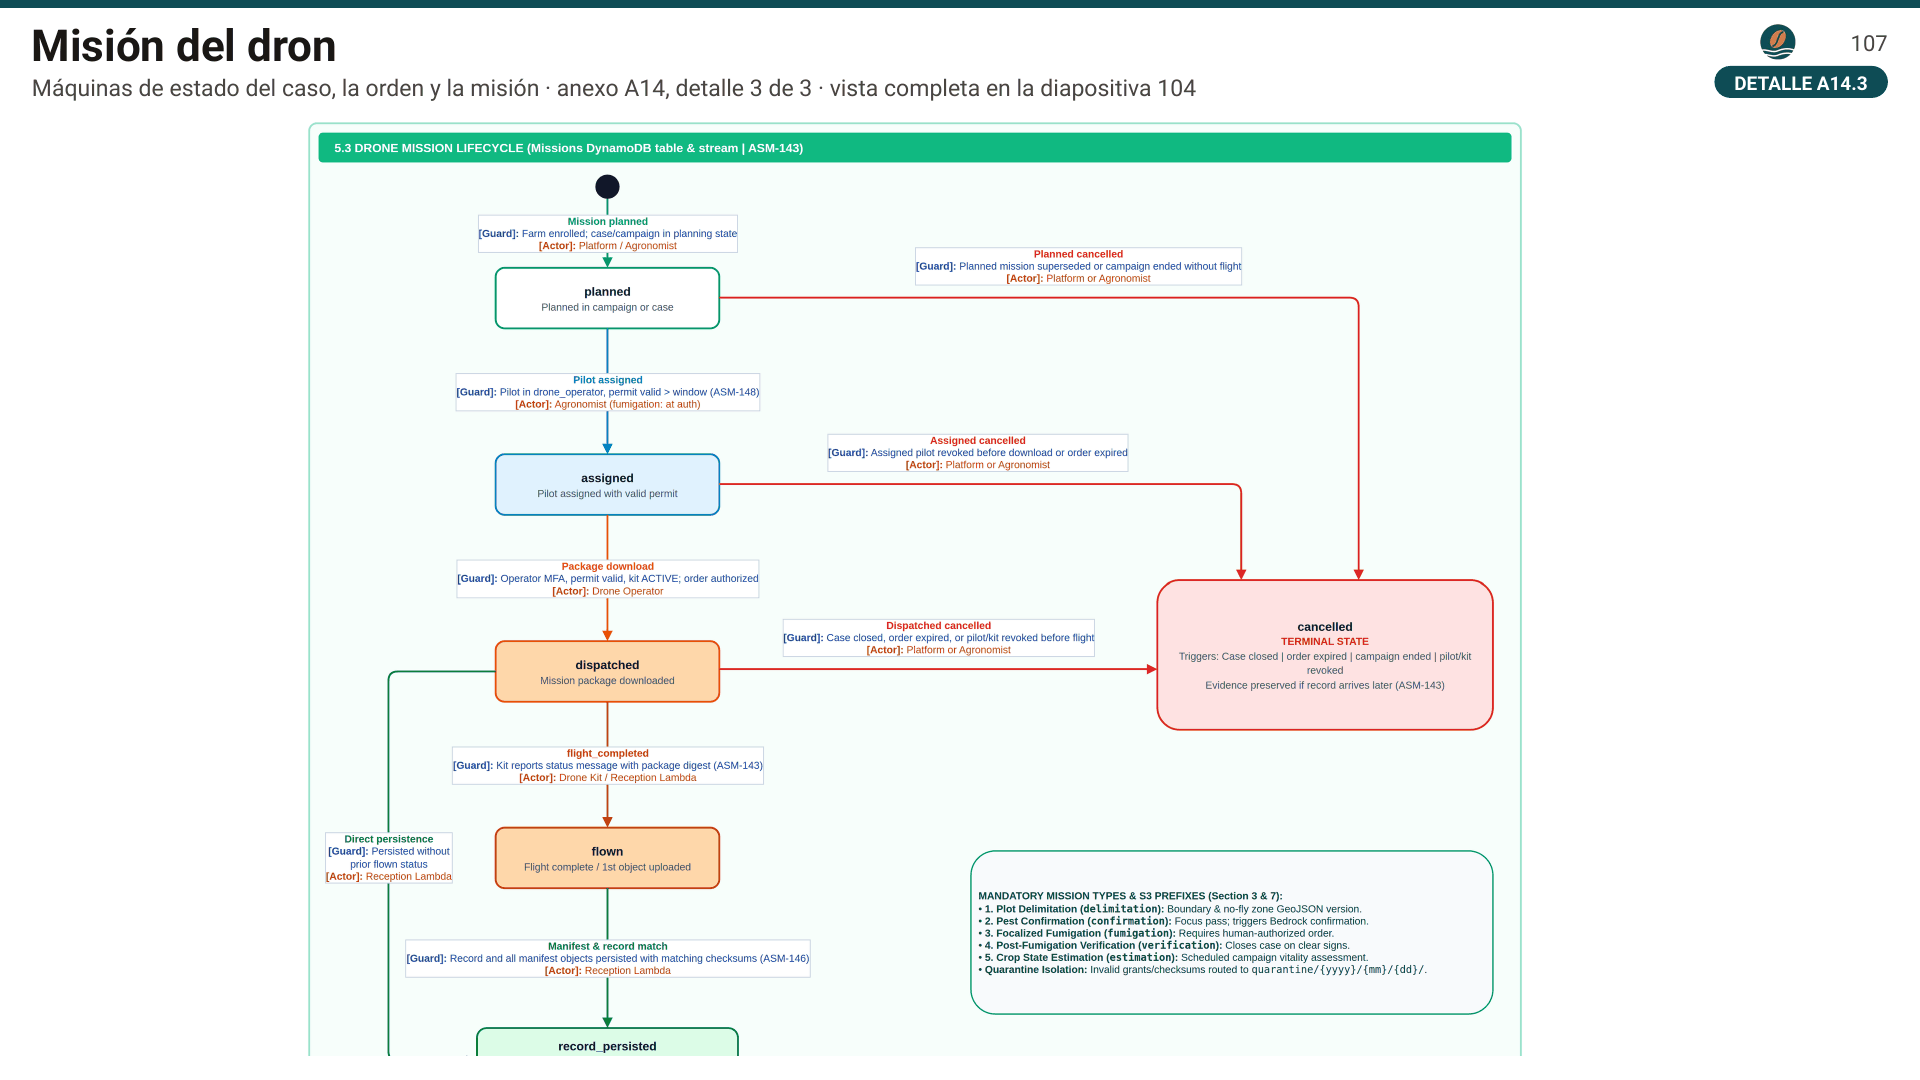 Misión del dron
107
Máquinas de estado del caso, la orden y la misión · anexo A14, detalle 3 de 3 · vista completa en la diapositiva 104
DETALLE A14.3
5.3 DRONE MISSION LIFECYCLE (Missions DynamoDB table & stream | ASM-143)
Mission planned
[Guard]: Farm enrolled; case/campaign in planning state
[Actor]: Platform / Agronomist
Planned cancelled
[Guard]: Planned mission superseded or campaign ended without flight
[Actor]: Platform or Agronomist
planned
Planned in campaign or case
Pilot assigned
[Guard]: Pilot in drone_operator, permit valid > window (ASM-148)
[Actor]: Agronomist (fumigation: at auth)
Assigned cancelled
[Guard]: Assigned pilot revoked before download or order expired
[Actor]: Platform or Agronomist
assigned
Pilot assigned with valid permit
Package download
[Guard]: Operator MFA, permit valid, kit ACTIVE; order authorized
[Actor]: Drone Operator
Dispatched cancelled
[Guard]: Case closed, order expired, or pilot/kit revoked before flight
[Actor]: Platform or Agronomist
cancelled
TERMINAL STATE
Triggers: Case closed | order expired | campaign ended | pilot/kit
revoked
Evidence preserved if record arrives later (ASM-143)
dispatched
Mission package downloaded
flight_completed
[Guard]: Kit reports status message with package digest (ASM-143)
[Actor]: Drone Kit / Reception Lambda
Direct persistence
[Guard]: Persisted without
prior flown status
[Actor]: Reception Lambda
flown
Flight complete / 1st object uploaded
MANDATORY MISSION TYPES & S3 PREFIXES (Section 3 & 7):
• 1. Plot Delimitation (delimitation): Boundary & no-fly zone GeoJSON version.
• 2. Pest Confirmation (confirmation): Focus pass; triggers Bedrock confirmation.
• 3. Focalized Fumigation (fumigation): Requires human-authorized order.
• 4. Post-Fumigation Verification (verification): Closes case on clear signs.
• 5. Crop State Estimation (estimation): Scheduled campaign vitality assessment.
• Quarantine Isolation: Invalid grants/checksums routed to quarantine/{yyyy}/{mm}/{dd}/.
Manifest & record match
[Guard]: Record and all manifest objects persisted with matching checksums (ASM-146)
[Actor]: Reception Lambda
record_persisted